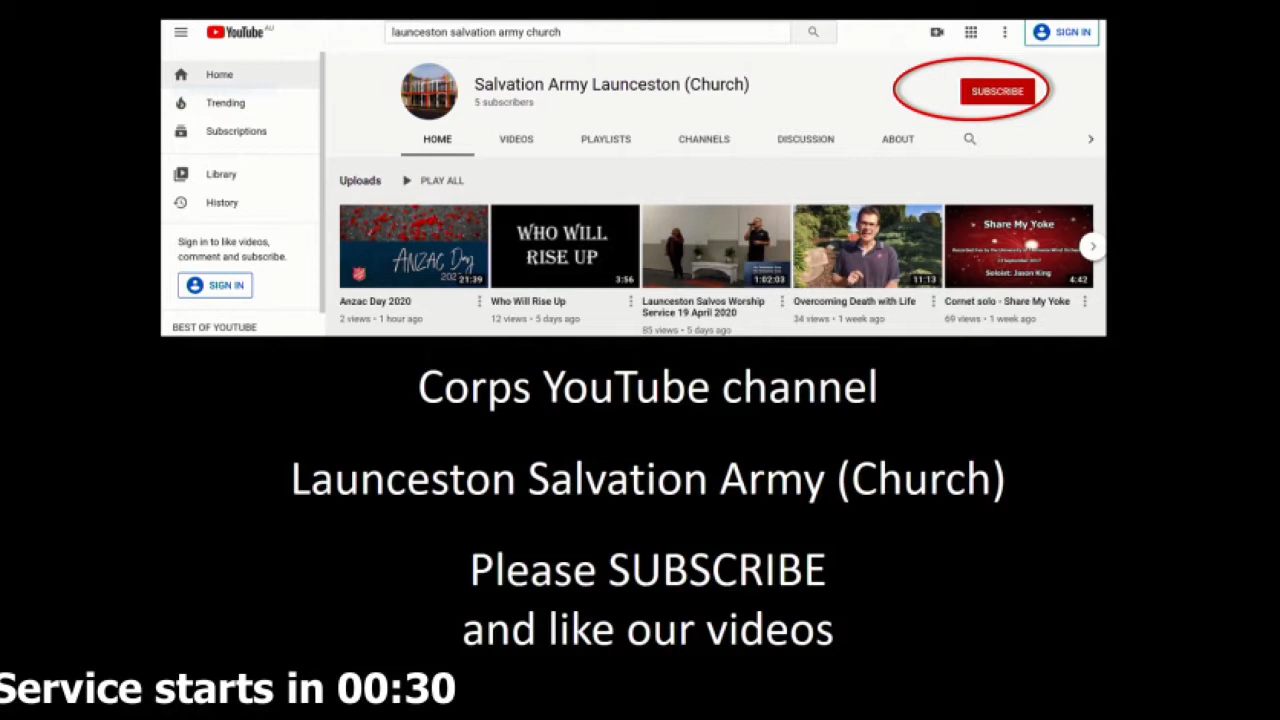 YouTube AU
launceston salvation army church
SIGN IN
Home
Trending
Subscriptions
Library
History
Sign in to like videos,
comment and subscribe.
SIGN IN
BEST OF YOUTUBE
Salvation Army Launceston (Church)
5 subscribers
SUBSCRIBE
HOME VIDEOS PLAYLISTS CHANNELS DISCUSSION ABOUT
Uploads PLAY ALL
ANZAC Day
21:39
Anzac Day 2020
2 views • 1 hour ago
WHO WILL
RISE UP
3:56
Who Will Rise Up
12 views • 5 days ago
1:02:03
Launceston Salvos Worship
Service 19 April 2020
85 views • 5 days ago
11:13
Overcoming Death with Life
34 views • 1 week ago
Share My Yoke
Soloist: Jason King
4:42
Cornet solo - Share My Yoke
69 views • 1 week ago
Corps YouTube channel
Launceston Salvation Army (Church)
Please SUBSCRIBE
and like our videos
Service starts in 00:30